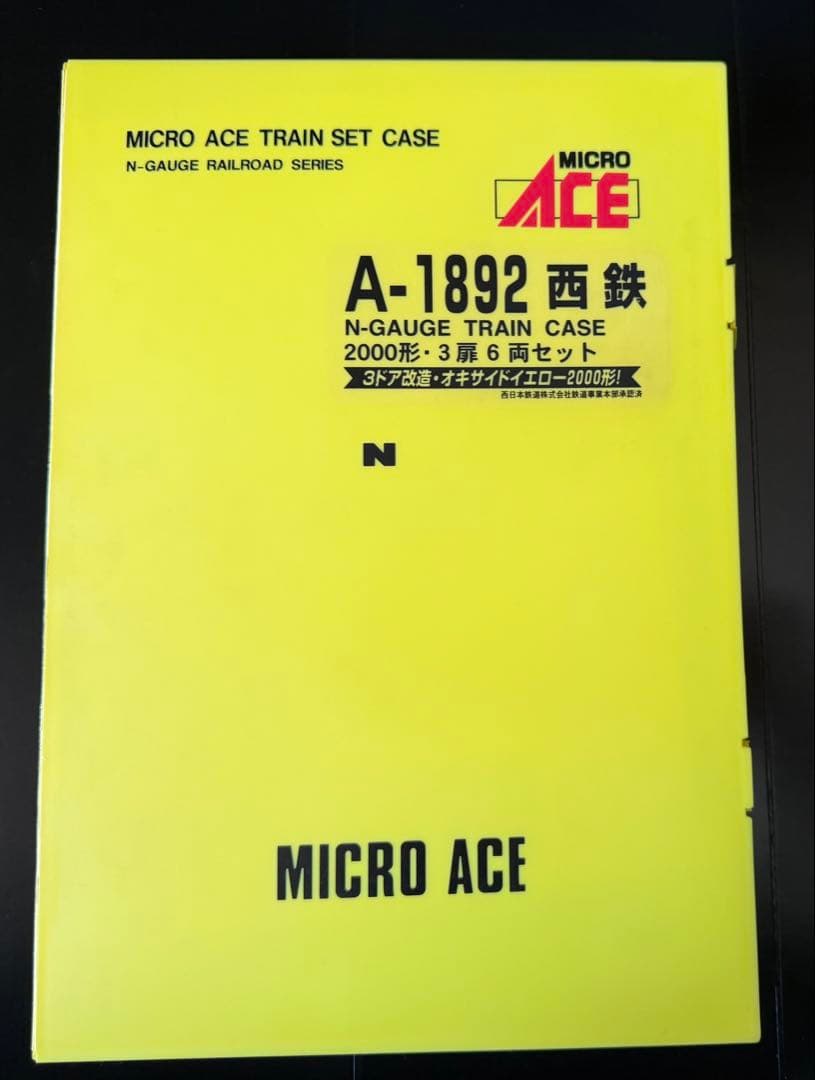 MICRO ACE TRAIN SET CASE
N-GAUGE RAILROAD SERIES
MICRO
ACE
A-1892 西鉄
N-GAUGE TRAIN CASE
2000形・3扉6両セット
3ドア改造・オキサイドイエロー2000形!
西日本鉄道株式会社鉄道事業本部承認済
N
MICRO ACE